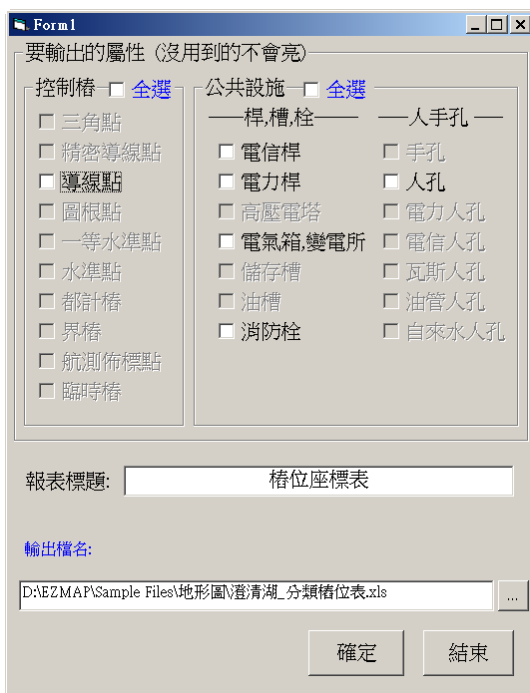 Form1
要輸出的屬性 (沒用到的不會亮)
控制樁 全選
三角點
精密導線點
導線點
圖根點
一等水準點
水準點
都計樁
界樁
航測佈標點
臨時樁
公共設施 全選
桿,槽,栓
電信桿
電力桿
高壓電塔
電氣箱,變電所
儲存槽
油槽
消防栓
人手孔
手孔
人孔
電力人孔
電信人孔
瓦斯人孔
油管人孔
自來水人孔
報表標題: 樁位座標表
輸出檔名:
D:\EZMAP\Sample Files\地形圖\澄清湖_分類樁位表.xls ...
確定 結束